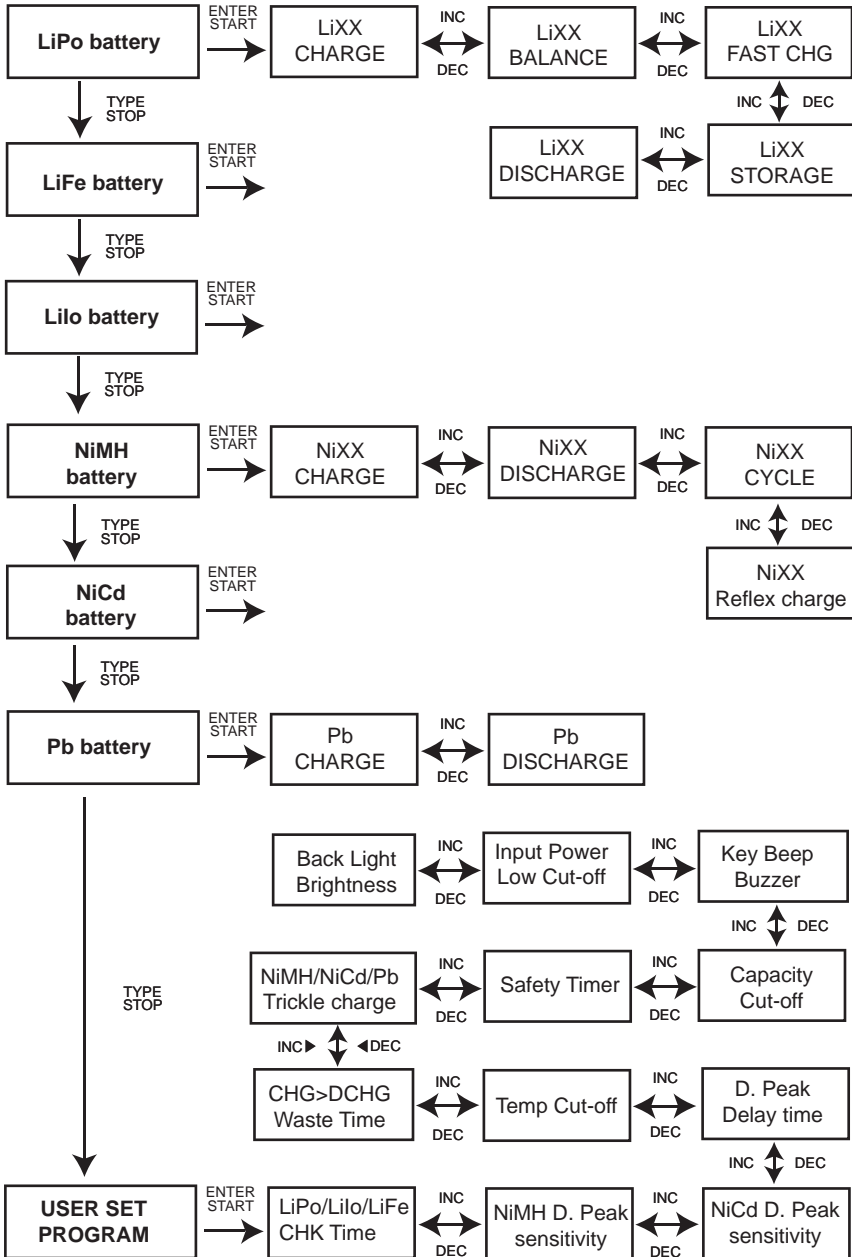 LiPo battery
ENTER
START
LiXX
CHARGE
INC
DEC
LiXX
BALANCE
INC
DEC
LiXX
FAST CHG
TYPE
STOP
INC
DEC
LiFe battery
ENTER
START
LiXX
DISCHARGE
INC
DEC
LiXX
STORAGE
TYPE
STOP
LiIo battery
ENTER
START
TYPE
STOP
NiMH
battery
ENTER
START
NiXX
CHARGE
INC
DEC
NiXX
DISCHARGE
INC
DEC
NiXX
CYCLE
TYPE
STOP
INC
DEC
NiCd
battery
ENTER
START
NiXX
Reflex charge
TYPE
STOP
Pb battery
ENTER
START
Pb
CHARGE
INC
DEC
Pb
DISCHARGE
Back Light
Brightness
INC
DEC
Input Power
Low Cut-off
INC
DEC
Key Beep
Buzzer
INC
DEC
TYPE
STOP
NiMH/NiCd/Pb
Trickle charge
INC
DEC
Safety Timer
INC
DEC
Capacity
Cut-off
INC
DEC
CHG>DCHG
Waste Time
INC
DEC
Temp Cut-off
INC
DEC
D. Peak
Delay time
INC
DEC
USER SET
PROGRAM
ENTER
START
LiPo/LiIo/LiFe
CHK Time
INC
DEC
NiMH D. Peak
sensitivity
INC
DEC
NiCd D. Peak
sensitivity